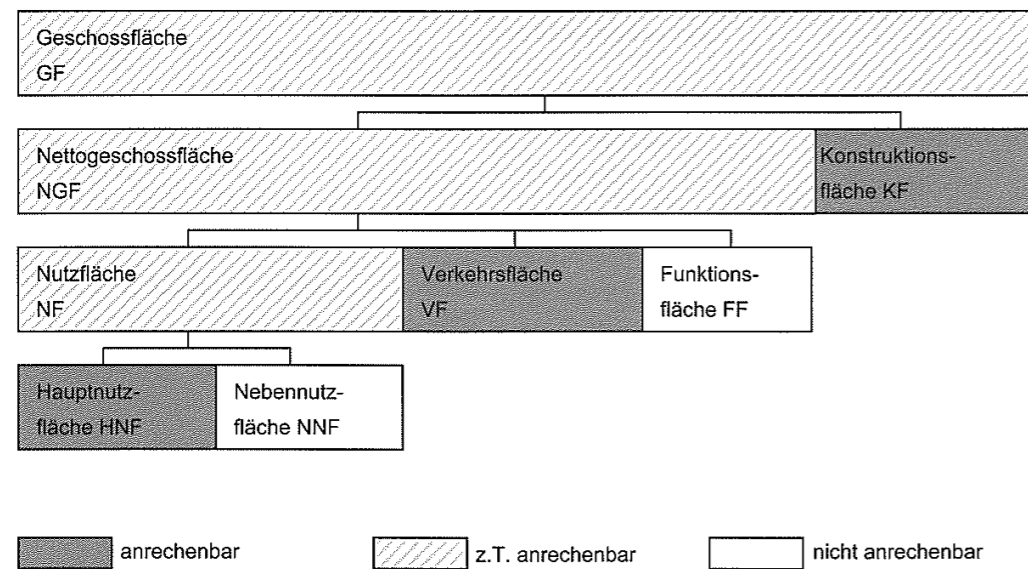 Geschossfläche
GF
Nettogeschossfläche
NGF
Konstruktions-
fläche KF
Nutzfläche
NF
Verkehrsfläche
VF
Funktions-
fläche FF
Hauptnutz-
fläche HNF
Nebennutz-
fläche NNF
anrechenbar
z.T. anrechenbar
nicht anrechenbar